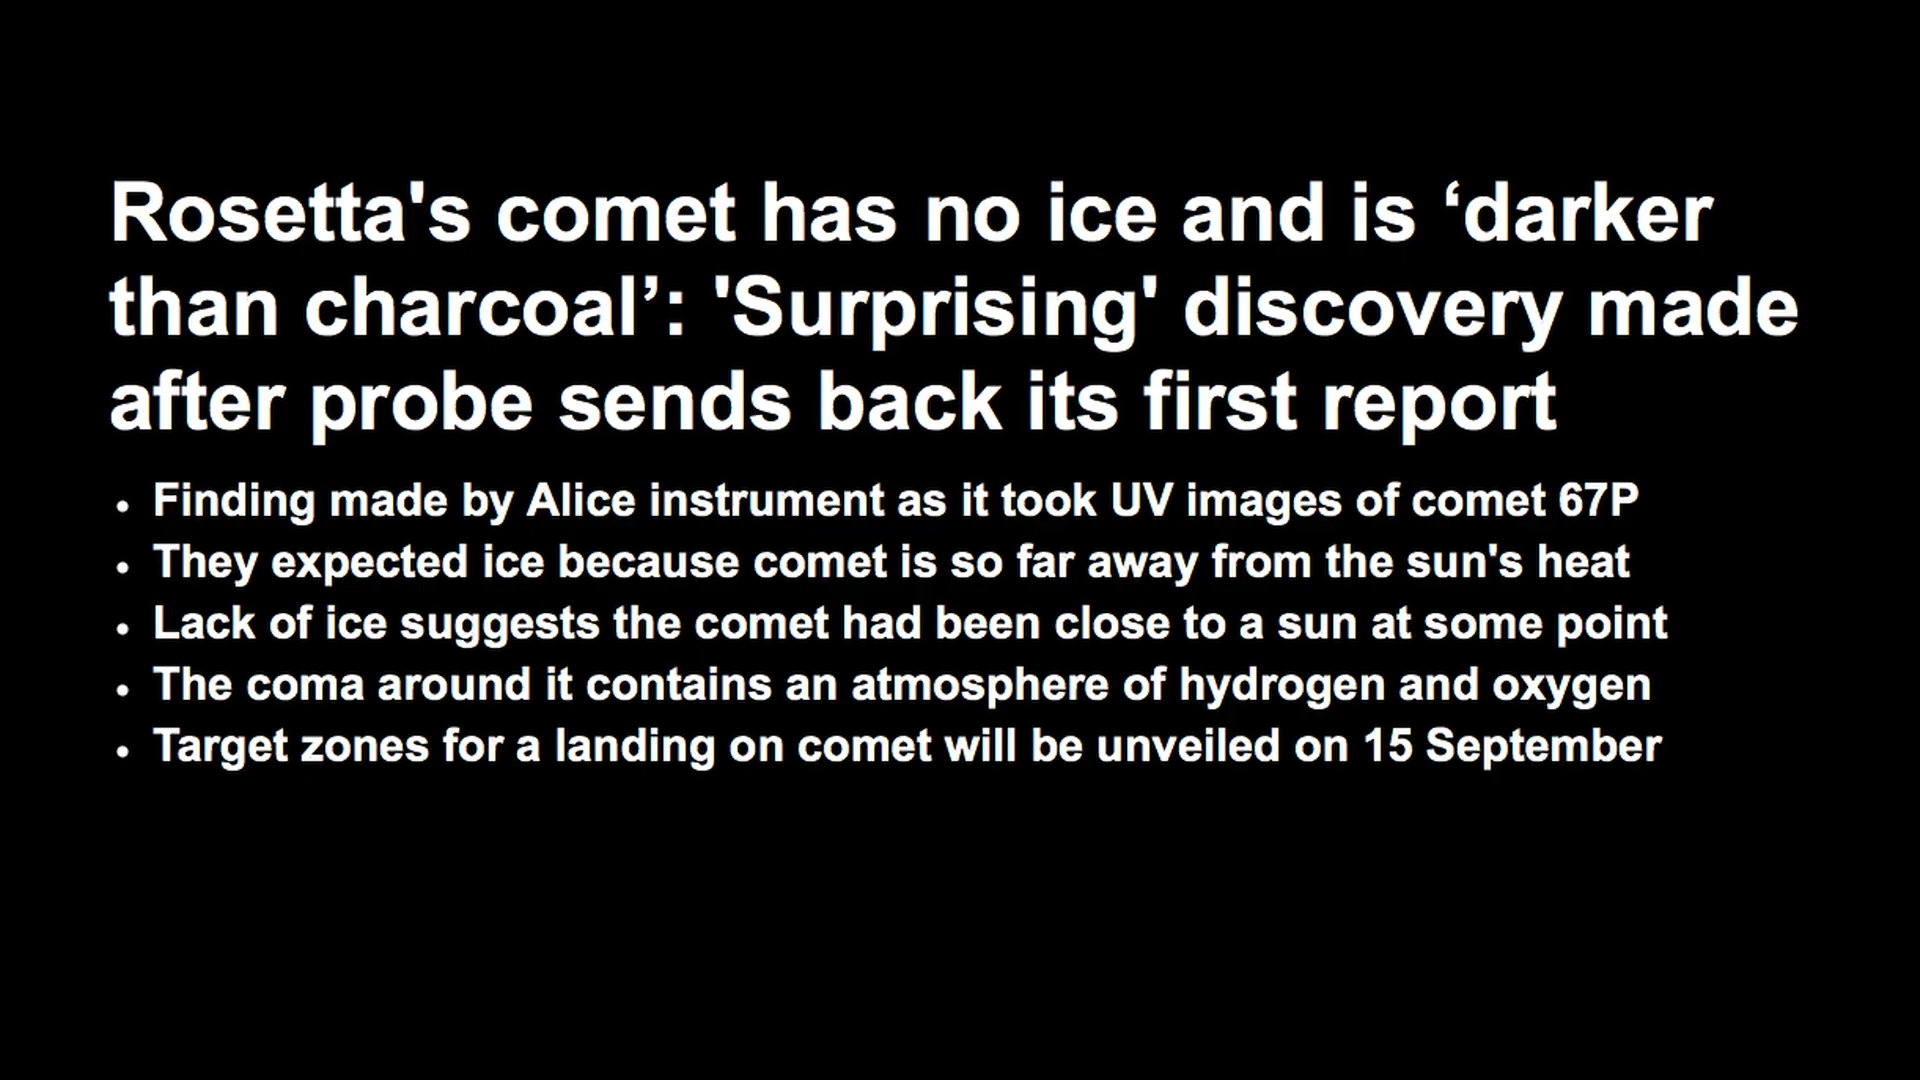 Rosetta's comet has no ice and is ‘darker
than charcoal’: 'Surprising' discovery made
after probe sends back its first report
• Finding made by Alice instrument as it took UV images of comet 67P
• They expected ice because comet is so far away from the sun's heat
• Lack of ice suggests the comet had been close to a sun at some point
• The coma around it contains an atmosphere of hydrogen and oxygen
• Target zones for a landing on comet will be unveiled on 15 September